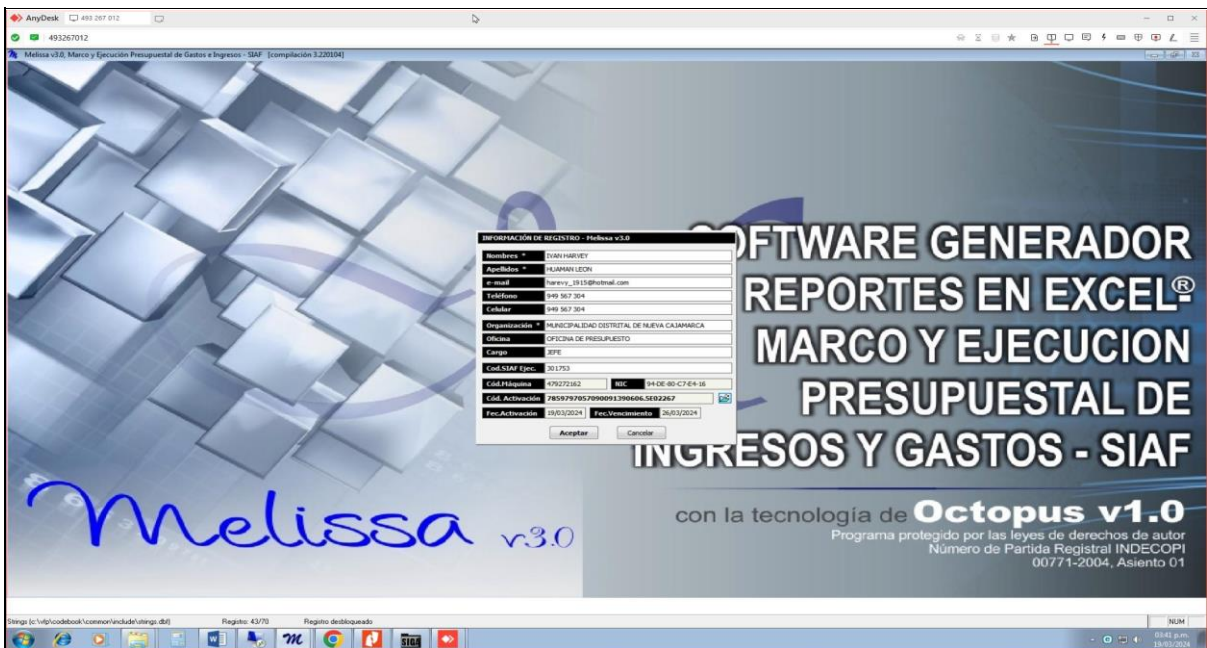 AnyDesk 493 267 012
493267012
Melissa v3.0, Marco y Ejecución Presupuestal de Gastos e Ingresos - SIAF [compilación 3.220104]
SOFTWARE GENERADOR
REPORTES EN EXCEL®
MARCO Y EJECUCION
PRESUPUESTAL DE
INGRESOS Y GASTOS - SIAF
INFORMACIÓN DE REGISTRO - Melissa v3.0
Nombres * IVAN HARVEY
Apellidos * HUAMAN LEON
e-mail harevy_1915@hotmail.com
Teléfono 949 567 304
Celular 949 567 304
Organización * MUNICIPALIDAD DISTRITAL DE NUEVA CAJAMARCA
Oficina OFICINA DE PRESUPUESTO
Cargo JEFE
Cod.SIAF Ejec. 301753
Cód.Máquina 479272162 NIC 94-DE-80-C7-E4-16
Cód. Activación 7859797057090091390606.5E02267
Fec.Activación 19/03/2024 Fec.Vencimiento 26/03/2024
Aceptar Cancelar
Melissa v3.0
con la tecnología de Octopus v1.0
Programa protegido por las leyes de derechos de autor
Número de Partida Registral INDECOPI
00771-2004, Asiento 01
Strings (c:\vfp\codebook\common\include\strings.dbf) Registro: 43/70 Registro desbloqueado NUM
SIGA
03:41 p.m.
19/03/2024